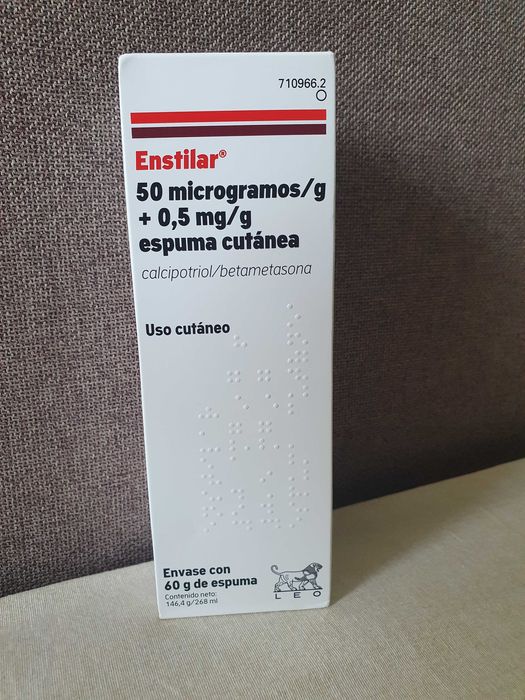 710966.2
Enstilar®
50 microgramos/g
+ 0,5 mg/g
espuma cutánea
calcipotriol/betametasona
Uso cutáneo
Envase con
60 g de espuma
Contenido neto:
146,4 g/268 ml
LEO